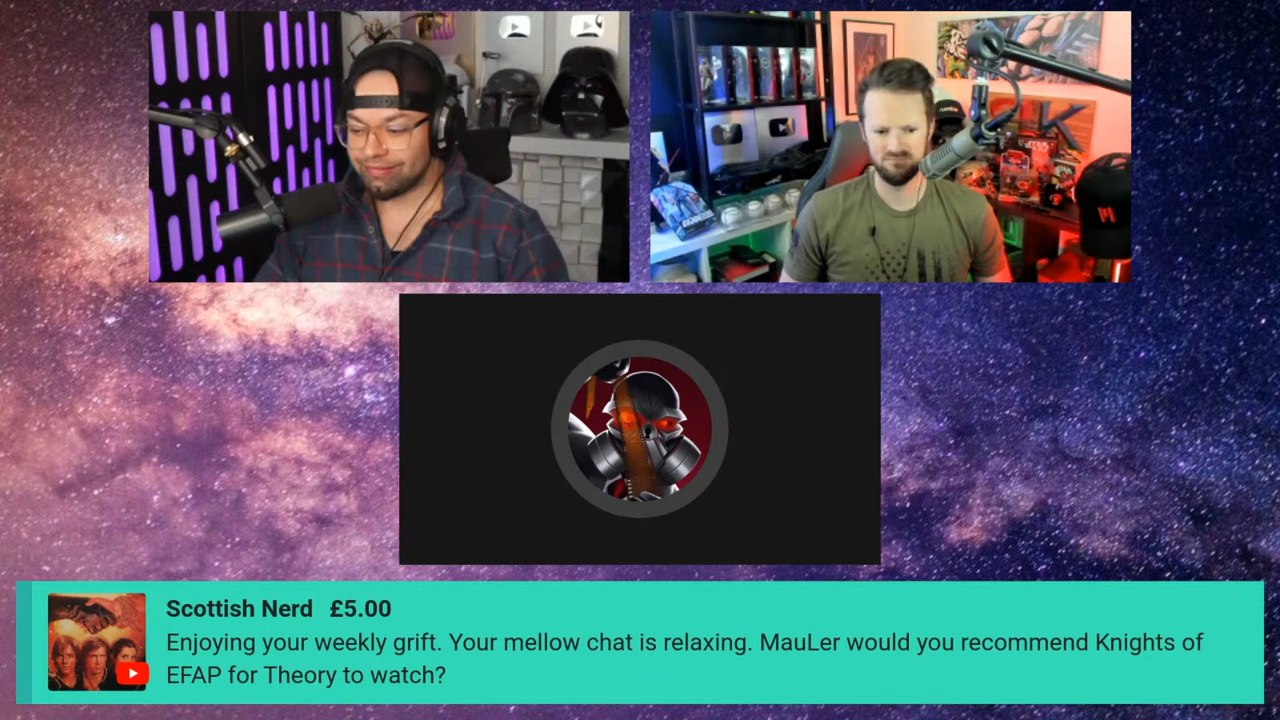 Scottish Nerd £5.00
Enjoying your weekly grift. Your mellow chat is relaxing. MauLer would you recommend Knights of
EFAP for Theory to watch?